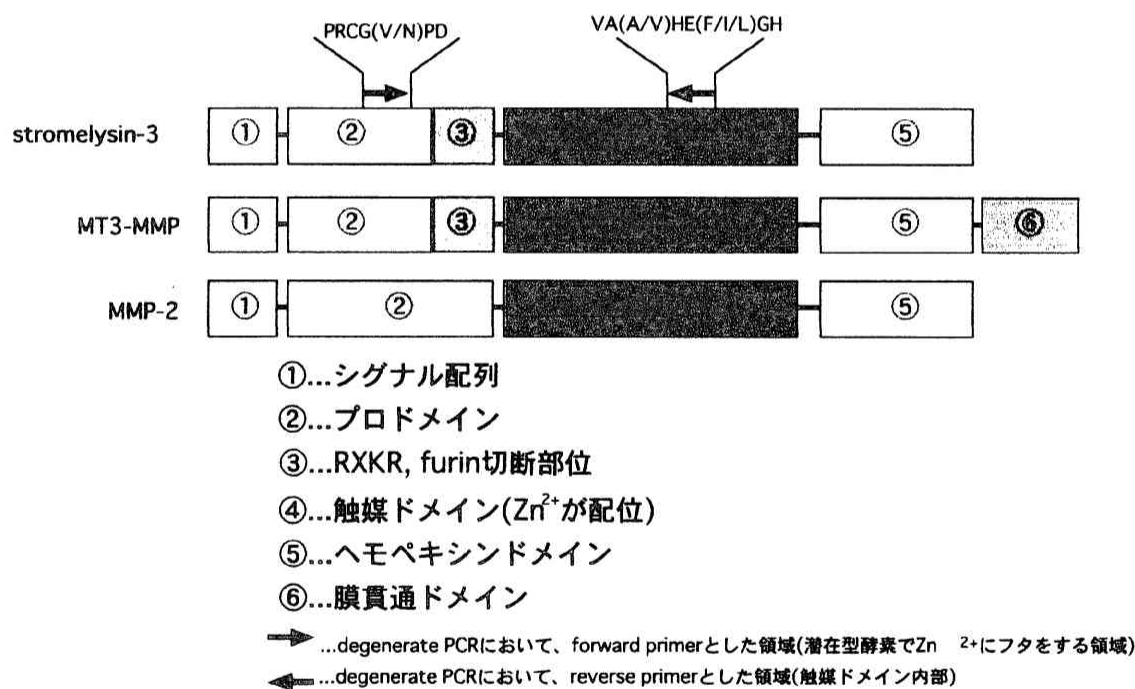 PRCG(V/N)PD VA(A/V)HE(F/I/L)GH
stromelysin-3 ① ② ③ ⑤
MT3-MMP ① ② ③ ⑤ ⑥
MMP-2 ① ② ⑤
①...シグナル配列
②...プロドメイン
③...RXKR, furin切断部位
④...触媒ドメイン(Zn²⁺が配位)
⑤...ヘモペキシンドメイン
⑥...膜貫通ドメイン
...degenerate PCRにおいて、forward primerとした領域(潜在型酵素でZn ²⁺にフタをする領域)
...degenerate PCRにおいて、reverse primerとした領域(触媒ドメイン内部)